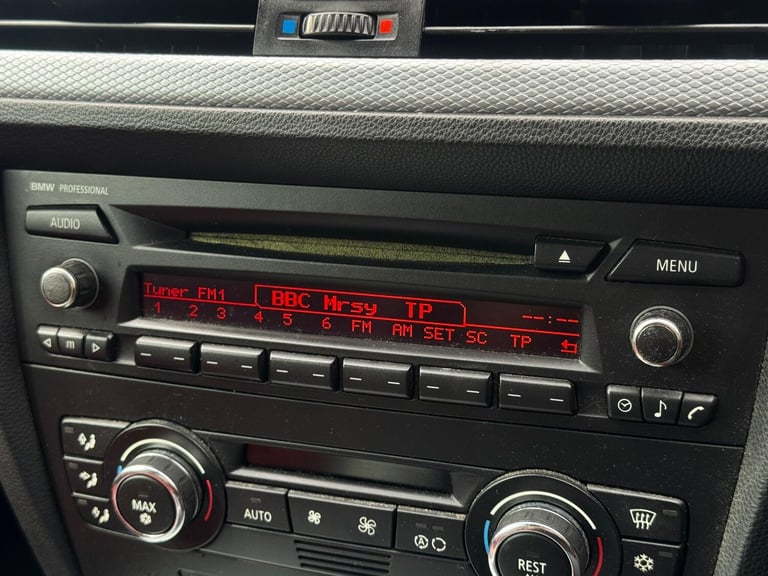 BMW PROFESSIONAL
AUDIO
MENU
Tuner FM1 BBC Mrsy TP --:--
1 2 3 4 5 6 FM AM SET SC TP
m
MAX
AUTO
A
REST